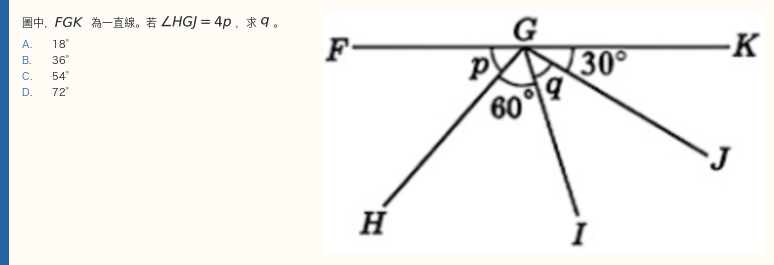 圖中, FGK 為一直線。若 ∠HGJ = 4p , 求 q 。
A. 18°
B. 36°
C. 54°
D. 72°
F
G
K
p
q
30°
60°
H
I
J